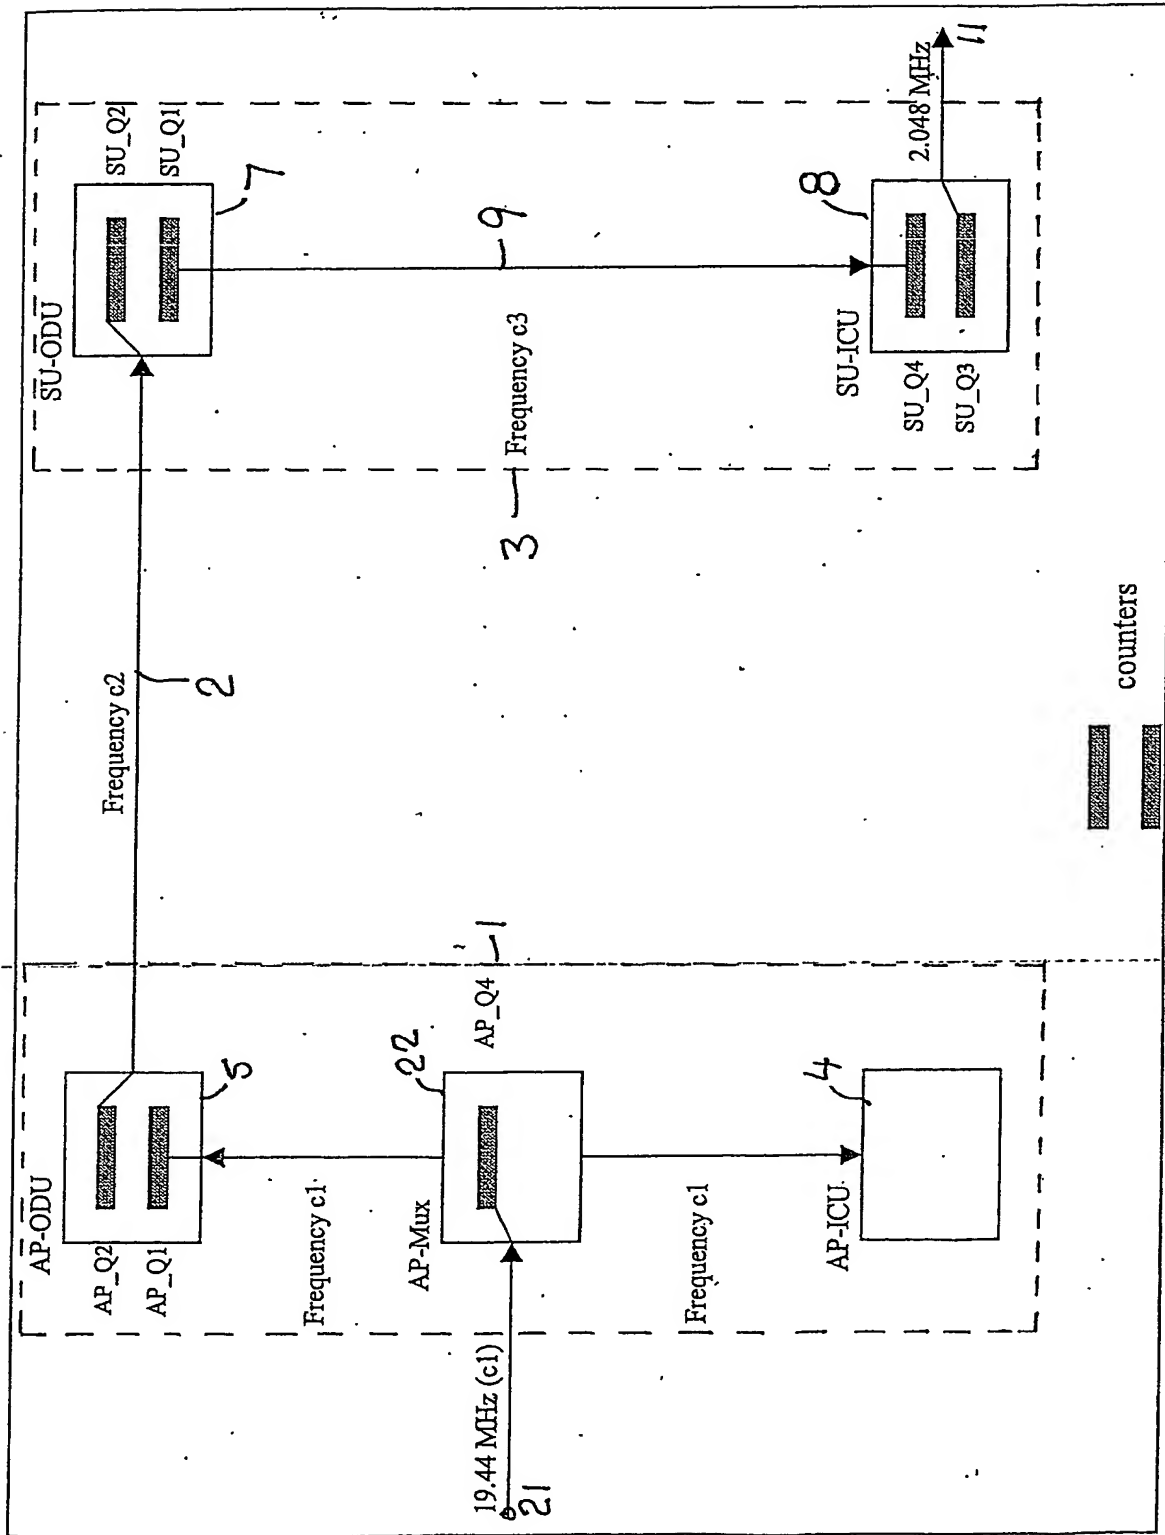 AP-ODU
AP_Q2
AP_Q1
5
Frequency c1
19.44 MHz (c1)
21
AP-Mux
22
AP_Q4
1
Frequency c1
AP-ICU
4
Frequency c2
2
SU-ODU
SU_Q2
SU_Q1
7
9
Frequency c3
3
SU-ICU
8
SU_Q4
SU_Q3
2.048 MHz
11
counters